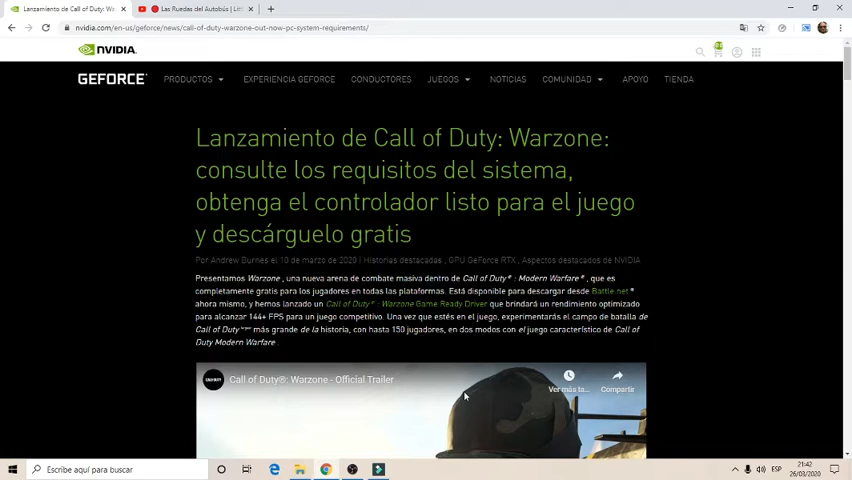 Lanzamiento de Call of Duty: Wa
Las Ruedas del Autobús | Littl
nvidia.com/en-us/geforce/news/call-of-duty-warzone-out-now-pc-system-requirements/
NVIDIA.
GEFORCE PRODUCTOS EXPERIENCIA GEFORCE CONDUCTORES JUEGOS NOTICIAS COMUNIDAD APOYO TIENDA
Lanzamiento de Call of Duty: Warzone:
consulte los requisitos del sistema,
obtenga el controlador listo para el juego
y descárguelo gratis
Por Andrew Burnes el 10 de marzo de 2020 | Historias destacadas , GPU GeForce RTX , Aspectos destacados de NVIDIA
Presentamos Warzone , una nueva arena de combate masiva dentro de Call of Duty® : Modern Warfare® , que es
completamente gratis para los jugadores en todas las plataformas. Está disponible para descargar desde Battle.net ®
ahora mismo, y hemos lanzado un Call of Duty® : Warzone Game Ready Driver que brindará un rendimiento optimizado
para alcanzar 144+ FPS para un juego competitivo. Una vez que estés en el juego, experimentarás el campo de batalla de
Call of Duty más grande de la historia, con hasta 150 jugadores, en dos modos con el juego característico de Call of
Duty Modern Warfare .
Call of Duty®: Warzone - Official Trailer
Ver más ta...
Compartir
Escribe aquí para buscar
ESP
21:42
26/03/2020